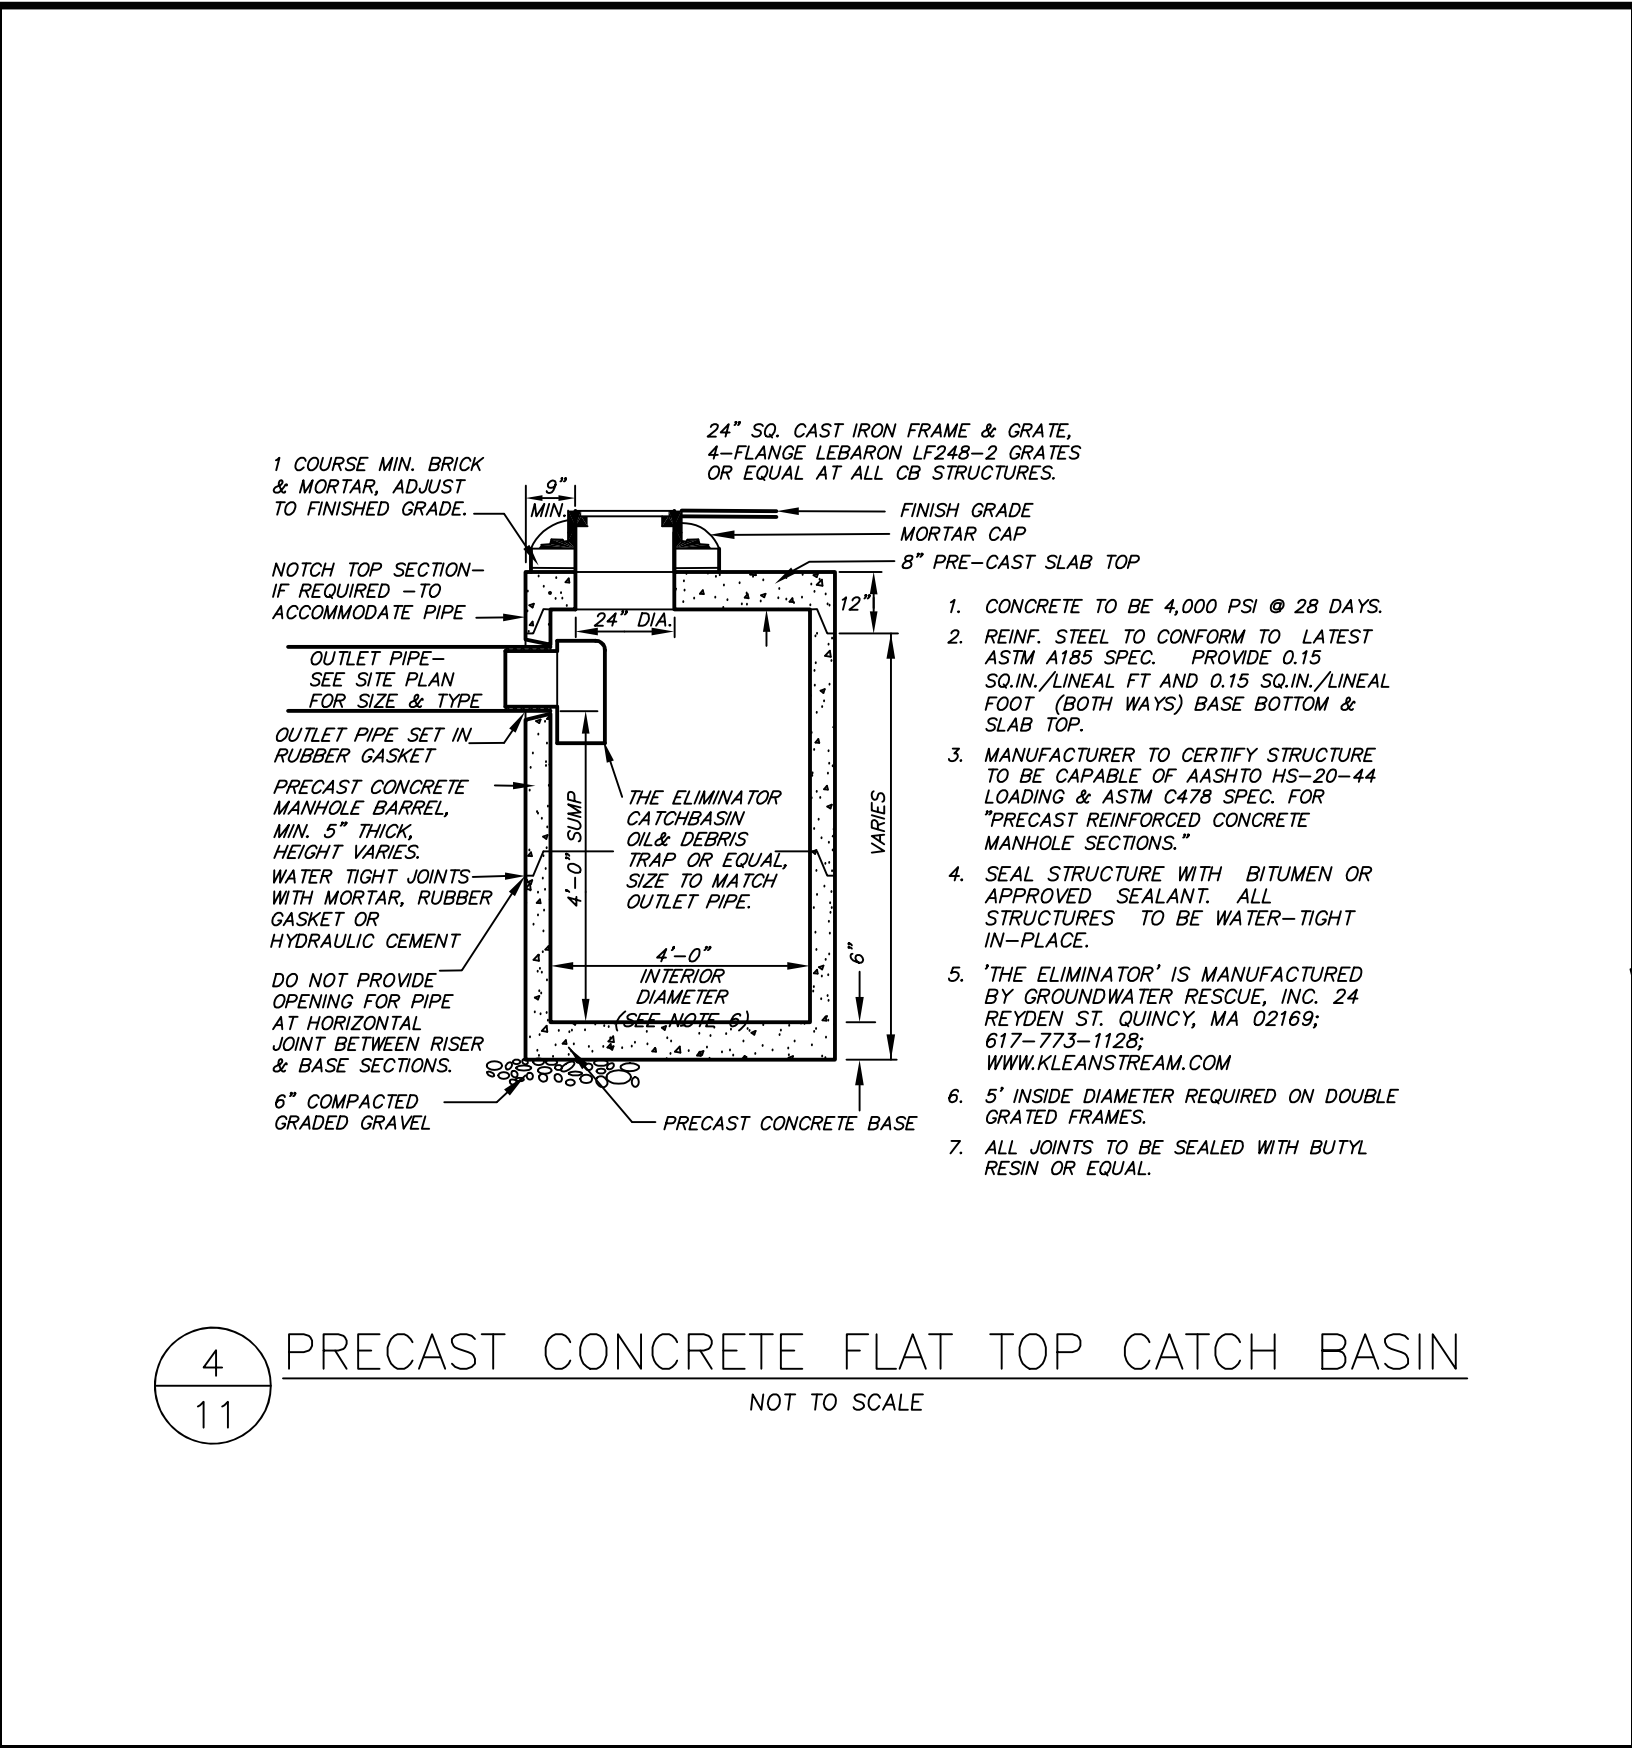 24" SQ. CAST IRON FRAME & GRATE,
4-FLANGE LEBARON LF248-2 GRATES
OR EQUAL AT ALL CB STRUCTURES.
1 COURSE MIN. BRICK
& MORTAR, ADJUST
TO FINISHED GRADE.
9"
MIN.
FINISH GRADE
MORTAR CAP
8" PRE-CAST SLAB TOP
NOTCH TOP SECTION-
IF REQUIRED -TO
ACCOMMODATE PIPE
12"
24" DIA.
OUTLET PIPE-
SEE SITE PLAN
FOR SIZE & TYPE
OUTLET PIPE SET IN
RUBBER GASKET
PRECAST CONCRETE
MANHOLE BARREL,
MIN. 5" THICK,
HEIGHT VARIES.
WATER TIGHT JOINTS
WITH MORTAR, RUBBER
GASKET OR
HYDRAULIC CEMENT
DO NOT PROVIDE
OPENING FOR PIPE
AT HORIZONTAL
JOINT BETWEEN RISER
& BASE SECTIONS.
6" COMPACTED
GRADED GRAVEL
4'-0" SUMP
THE ELIMINATOR
CATCHBASIN
OIL& DEBRIS
TRAP OR EQUAL,
SIZE TO MATCH
OUTLET PIPE.
VARIES
4'-0"
INTERIOR
DIAMETER
(SEE NOTE 6)
6"
PRECAST CONCRETE BASE
1. CONCRETE TO BE 4,000 PSI @ 28 DAYS.
2. REINF. STEEL TO CONFORM TO LATEST
ASTM A185 SPEC. PROVIDE 0.15
SQ.IN./LINEAL FT AND 0.15 SQ.IN./LINEAL
FOOT (BOTH WAYS) BASE BOTTOM &
SLAB TOP.
3. MANUFACTURER TO CERTIFY STRUCTURE
TO BE CAPABLE OF AASHTO HS-20-44
LOADING & ASTM C478 SPEC. FOR
"PRECAST REINFORCED CONCRETE
MANHOLE SECTIONS."
4. SEAL STRUCTURE WITH BITUMEN OR
APPROVED SEALANT. ALL
STRUCTURES TO BE WATER-TIGHT
IN-PLACE.
5. 'THE ELIMINATOR' IS MANUFACTURED
BY GROUNDWATER RESCUE, INC. 24
REYDEN ST. QUINCY, MA 02169;
617-773-1128;
WWW.KLEANSTREAM.COM
6. 5' INSIDE DIAMETER REQUIRED ON DOUBLE
GRATED FRAMES.
7. ALL JOINTS TO BE SEALED WITH BUTYL
RESIN OR EQUAL.
4
11
PRECAST CONCRETE FLAT TOP CATCH BASIN
NOT TO SCALE